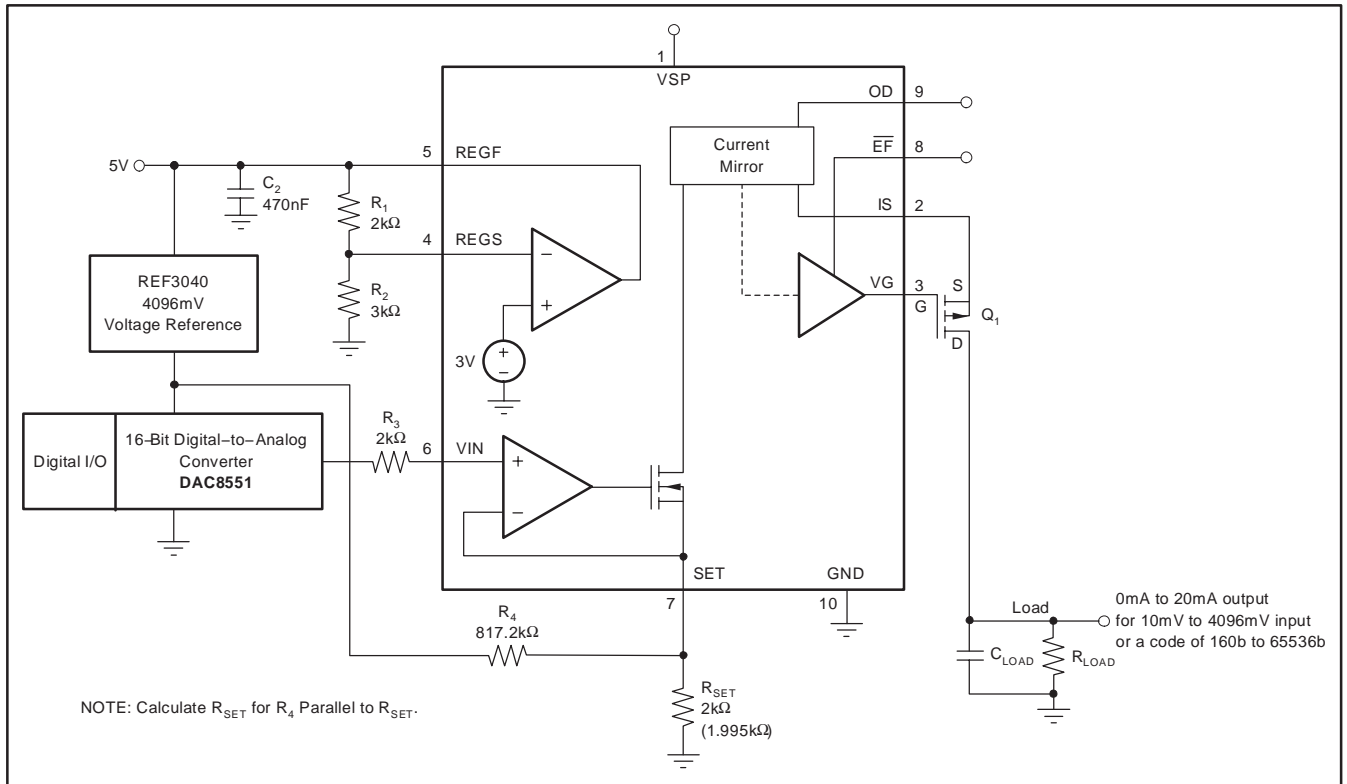 1
VSP
OD 9
Current
Mirror
EF 8
IS 2
5 REGF
5V
C2
470nF
R1
2kΩ
4 REGS
REF3040
4096mV
Voltage Reference
R2
3kΩ
−
+
3V
+
−
VG 3
G
S
Q1
D
Digital I/O
16–Bit Digital–to–Analog
Converter
DAC8551
R3
2kΩ
6 VIN
+
−
SET
7
GND
10
R4
817.2kΩ
RSET
2kΩ
(1.995kΩ)
Load
0mA to 20mA output
for 10mV to 4096mV input
or a code of 160b to 65536b
CLOAD
RLOAD
NOTE: Calculate RSET for R4 Parallel to RSET.